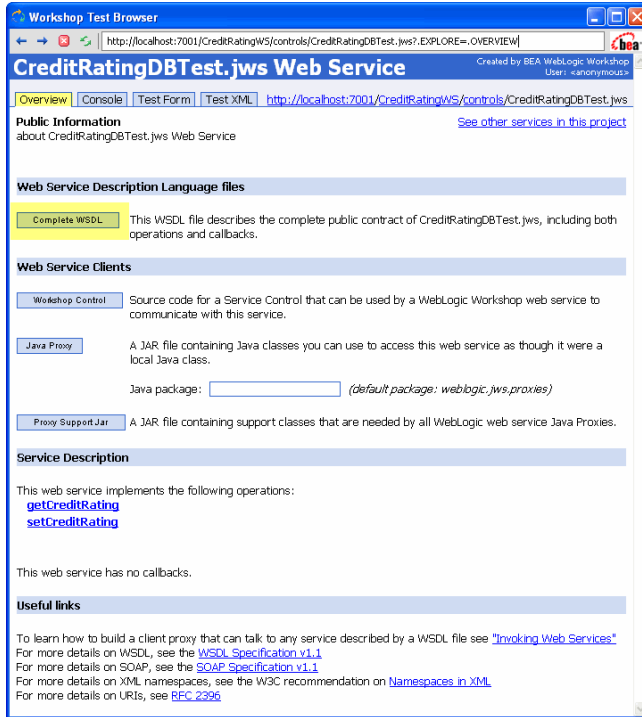 Workshop Test Browser
http://localhost:7001/CreditRatingWS/controls/CreditRatingDBTest.jws?.EXPLORE=.OVERVIEW
bea
CreditRatingDBTest.jws Web Service
Created by BEA WebLogic Workshop
User: <anonymous>
Overview Console Test Form Test XML http://localhost:7001/CreditRatingWS/controls/CreditRatingDBTest.jws
Public Information
See other services in this project
about CreditRatingDBTest.jws Web Service
Web Service Description Language files
Complete WSDL
This WSDL file describes the complete public contract of CreditRatingDBTest.jws, including both
operations and callbacks.
Web Service Clients
Workshop Control
Source code for a Service Control that can be used by a WebLogic Workshop web service to
communicate with this service.
Java Proxy
A JAR file containing Java classes you can use to access this web service as though it were a
local Java class.
Java package: (default package: weblogic.jws.proxies)
Proxy Support Jar
A JAR file containing support classes that are needed by all WebLogic web service Java Proxies.
Service Description
This web service implements the following operations:
getCreditRating
setCreditRating
This web service has no callbacks.
Useful links
To learn how to build a client proxy that can talk to any service described by a WSDL file see "Invoking Web Services"
For more details on WSDL, see the WSDL Specification v1.1
For more details on SOAP, see the SOAP Specification v1.1
For more details on XML namespaces, see the W3C recommendation on Namespaces in XML
For more details on URIs, see RFC 2396